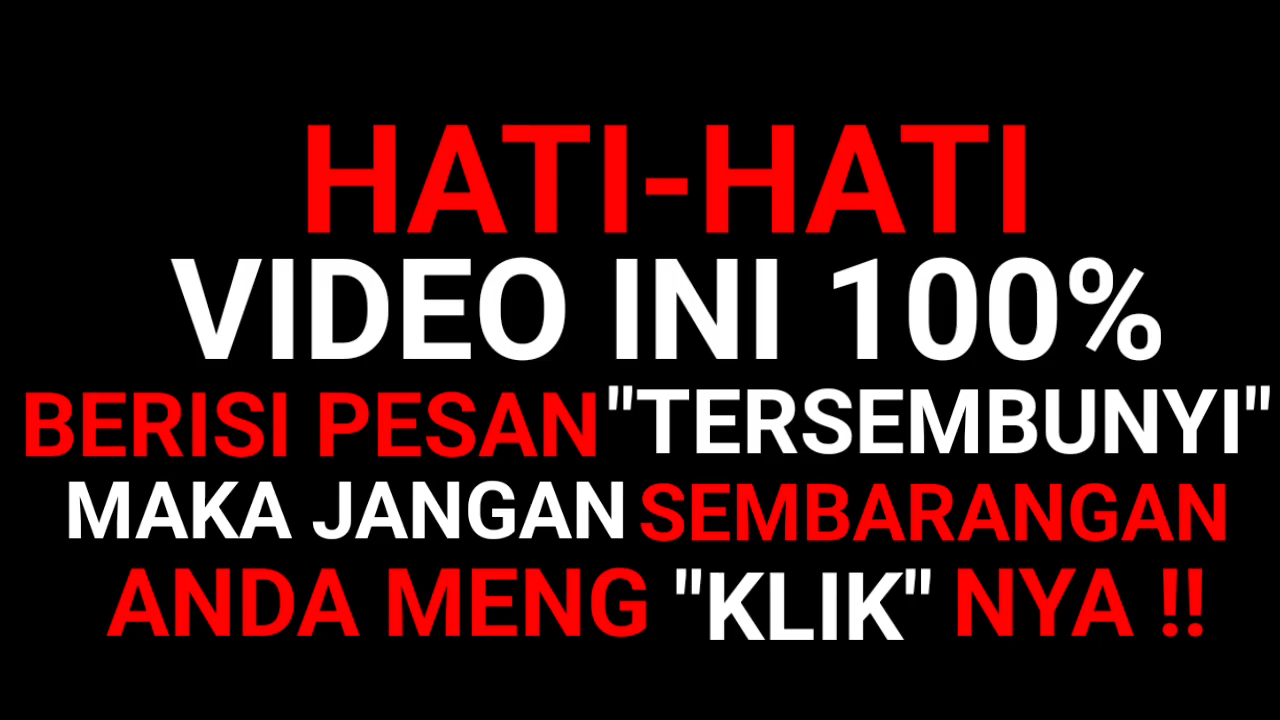 HATI-HATI
VIDEO INI 100%
BERISI PESAN "TERSEMBUNYI"
MAKA JANGAN SEMBARANGAN
ANDA MENG "KLIK" NYA !!